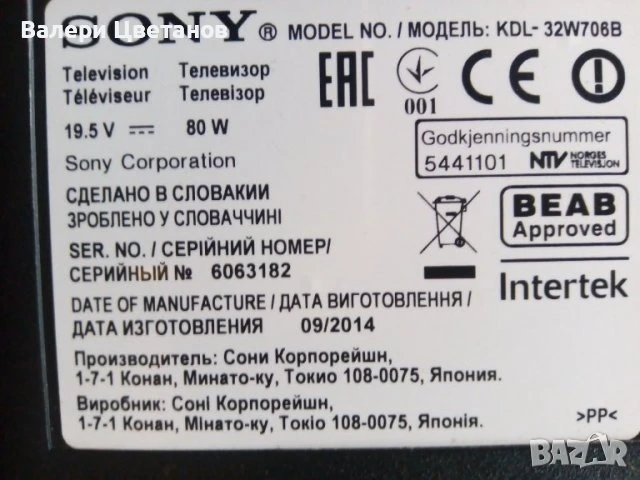 Валери Цветанов
SONY ® MODEL NO. / МОДЕЛЬ: KDL- 32W706B
Television Телевизор
Téléviseur Телевізор
19.5 V 80 W
Sony Corporation
СДЕЛАНО В СЛОВАКИИ
ЗРОБЛЕНО У СЛОВАЧЧИНІ
SER. NO. / СЕРІЙНИЙ НОМЕР/
СЕРИЙНЫЙ № 6063182
DATE OF MANUFACTURE / ДАТА ВИГОТОВЛЕННЯ /
ДАТА ИЗГОТОВЛЕНИЯ 09/2014
Производитель: Сони Корпорейшн,
1-7-1 Конан, Минато-ку, Токио 108-0075, Япония.
Виробник: Соні Корпорейшн,
1-7-1 Конан, Мінато-ку, Токіо 108-0075, Японія.
EAC
001
CE
Godkjenningsnummer
5441101 NTV NORGES
TELEVISJON
BEAB
Approved
Intertek
>PP<
BAZAR